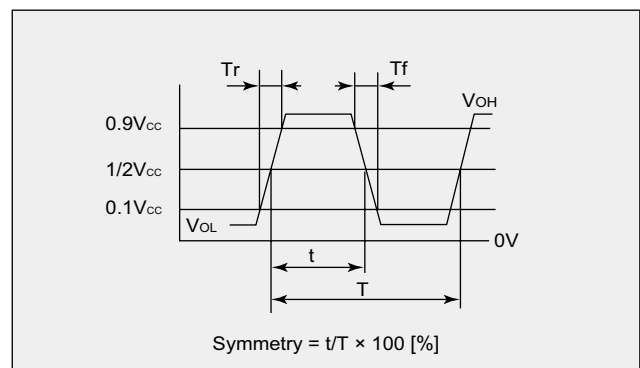 Tr
Tf
VOH
0.9Vcc
1/2Vcc
0.1Vcc
VOL
0V
t
T
Symmetry = t/T × 100 [%]